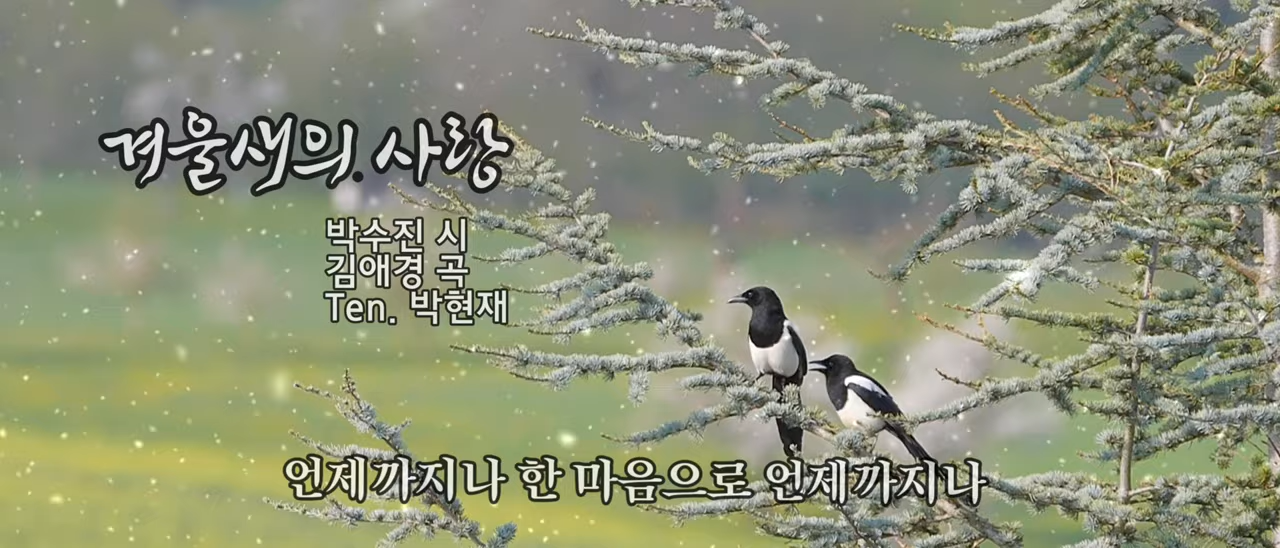 겨울새의 사랑
박수진 시
김애경 곡
Ten. 박현재
언제까지나 한 마음으로 언제까지나